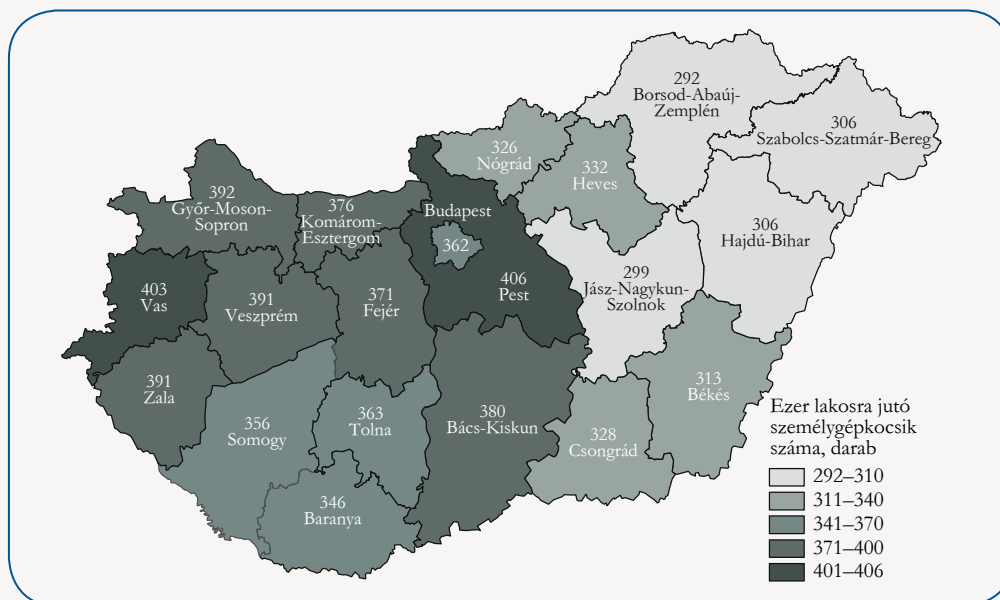 292
Borsod-Abaúj-
Zemplén
306
Szabolcs-Szatmár-Bereg
326
Nógrád
332
Heves
392
Győr-Moson-
Sopron
376
Komárom-
Esztergom
Budapest
362
306
Hajdú-Bihar
403
Vas
391
Veszprém
371
Fejér
406
Pest
299
Jász-Nagykun-
Szolnok
391
Zala
356
Somogy
363
Tolna
380
Bács-Kiskun
328
Csongrád
313
Békés
346
Baranya
Ezer lakosra jutó
személygépkocsik
száma, darab
292–310
311–340
341–370
371–400
401–406